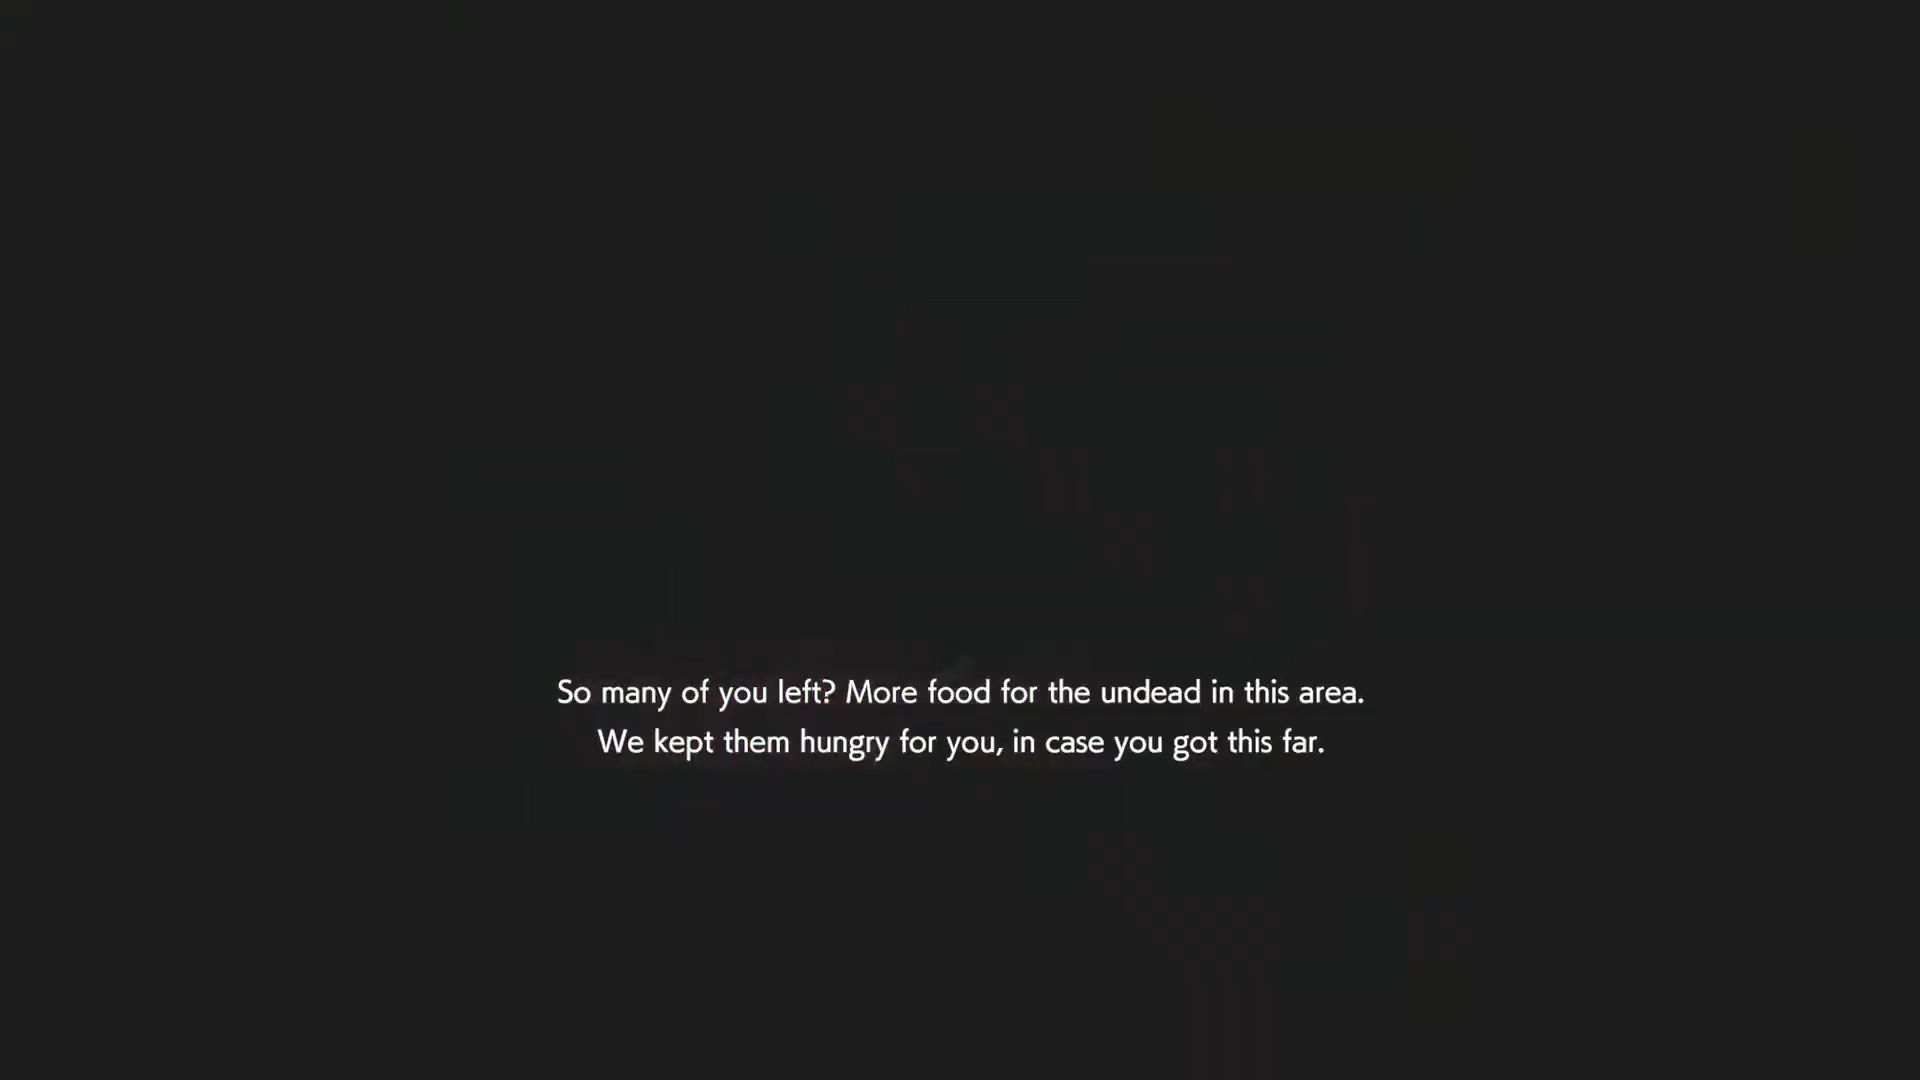 So many of you left? More food for the undead in this area.
We kept them hungry for you, in case you got this far.